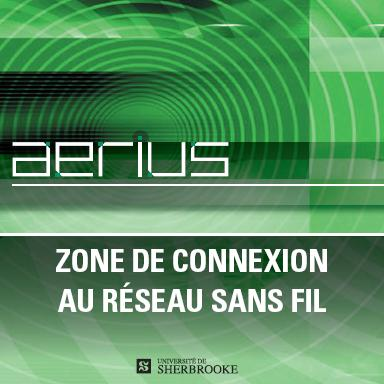 aerius
ZONE DE CONNEXION
AU RÉSEAU SANS FIL
UNIVERSITÉ DE
SHERBROOKE